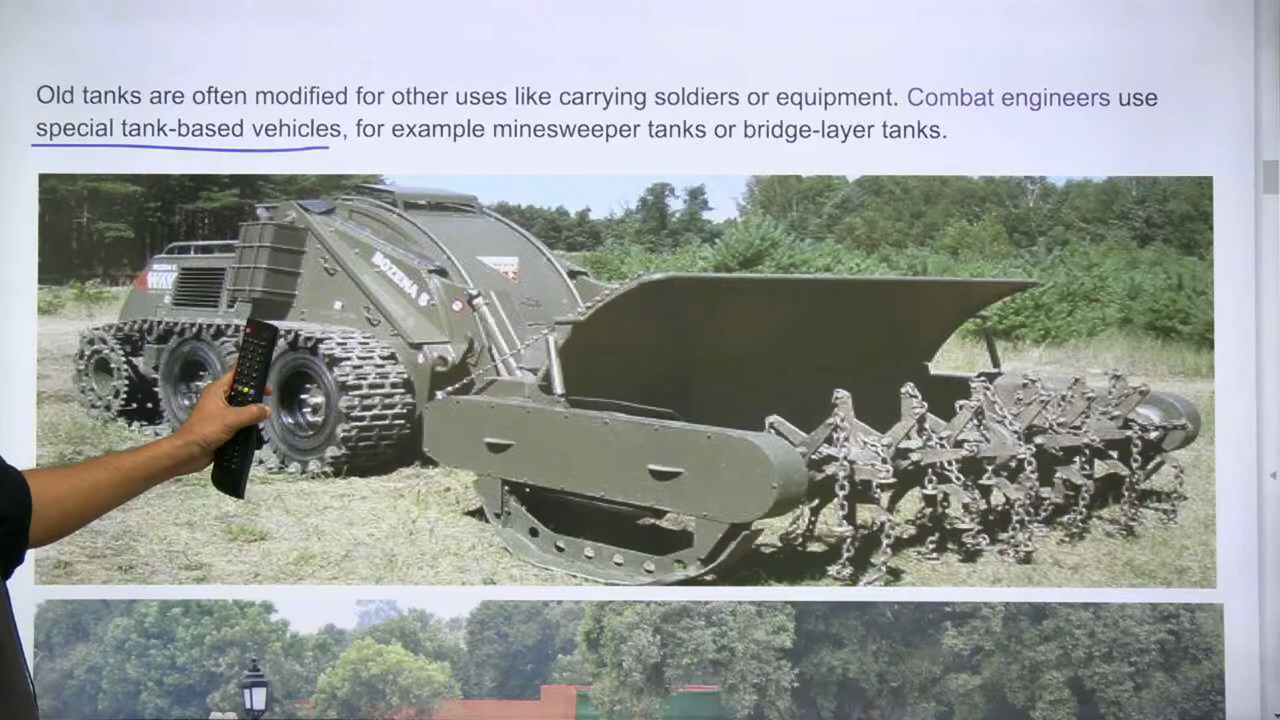 Old tanks are often modified for other uses like carrying soldiers or equipment. Combat engineers use
special tank-based vehicles, for example minesweeper tanks or bridge-layer tanks.
BOZENA 5